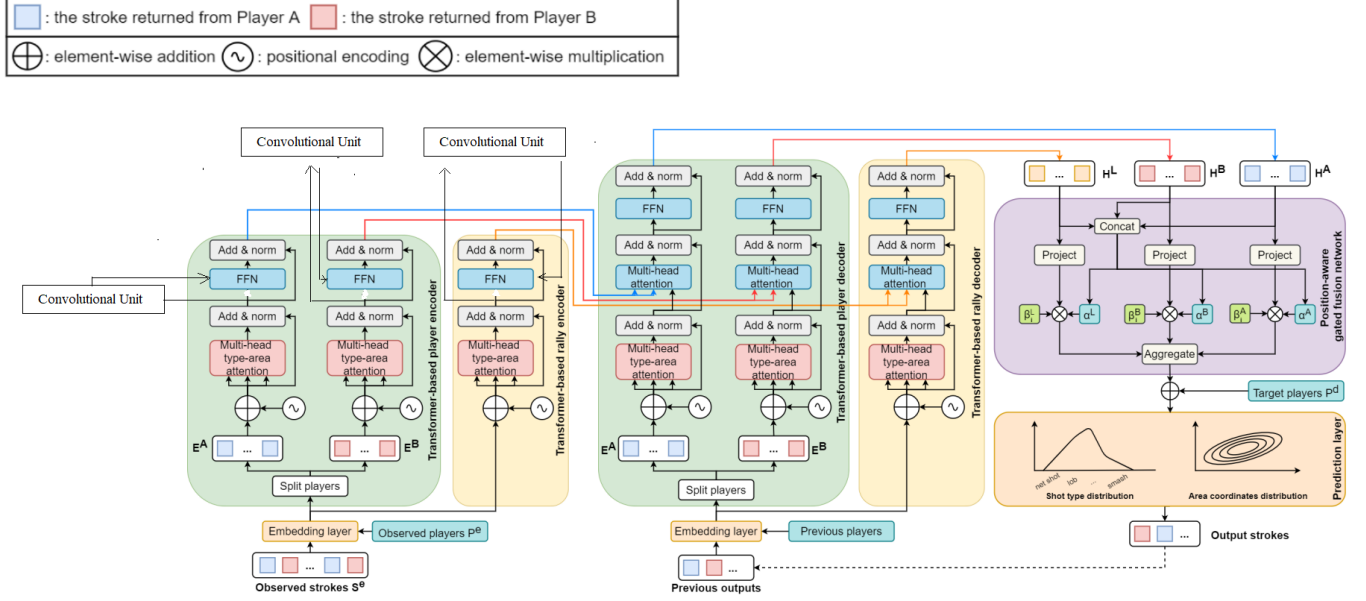 : the stroke returned from Player A : the stroke returned from Player B
: element-wise addition : positional encoding : element-wise multiplication
Convolutional Unit
Convolutional Unit
Convolutional Unit
Add & norm
FFN
Add & norm
Multi-head
type-area
attention
E^A
... 
Add & norm
FFN
Add & norm
Multi-head
type-area
attention
...
E^B
Split players
Transformer-based player encoder
Add & norm
FFN
Add & norm
Multi-head
type-area
attention
Transformer-based rally encoder
Embedding layer
Observed players P^e
...
Observed strokes S^e
Add & norm
FFN
Add & norm
Multi-head
attention
Add & norm
Multi-head
type-area
attention
E^A
...
Add & norm
FFN
Add & norm
Multi-head
attention
Add & norm
Multi-head
type-area
attention
...
E^B
Split players
Transformer-based player decoder
Add & norm
FFN
Add & norm
Multi-head
attention
Add & norm
Multi-head
type-area
attention
Transformer-based rally decoder
Embedding layer
Previous players
...
Previous outputs
... H^L
... H^B
... H^A
Concat
Project
Project
Project
β_i^L α^L
β_i^B α^B
β_i^A α^A
Aggregate
Position-aware
gated fusion network
Target players P^d
net shot lob ... smash
Shot type distribution
Area coordinates distribution
Prediction layer
...
Output strokes